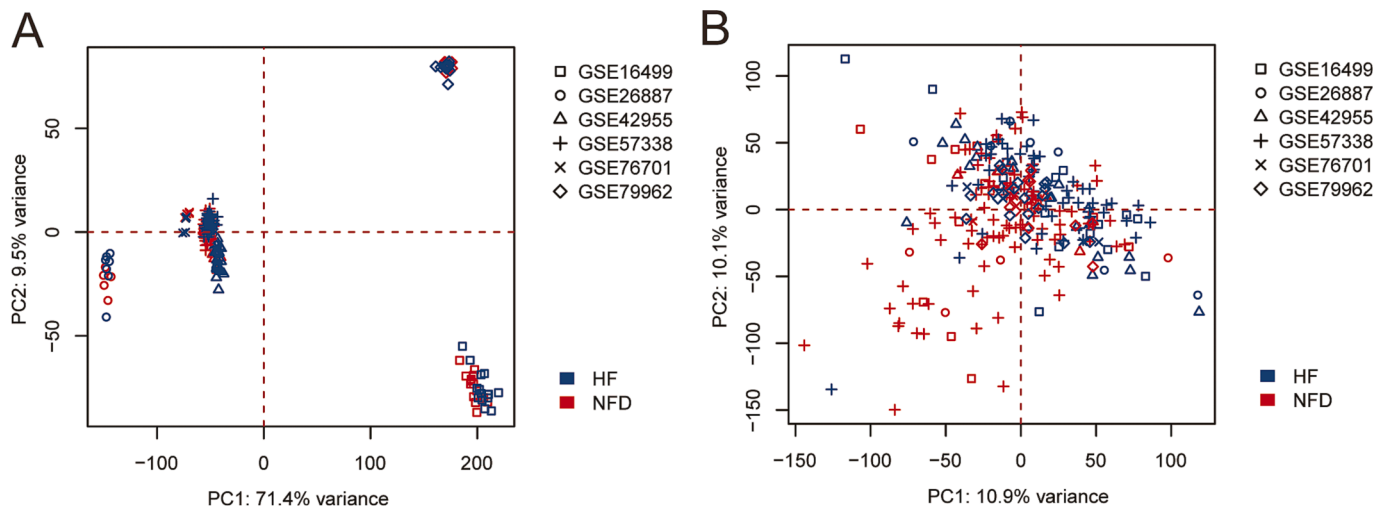 A
PC2: 9.5% variance
50
0
−50
−100
0
100
200
PC1: 71.4% variance
GSE16499
GSE26887
GSE42955
GSE57338
GSE76701
GSE79962
HF
NFD
B
PC2: 10.1% variance
100
50
0
−50
−100
−150
−150
−100
−50
0
50
100
PC1: 10.9% variance
GSE16499
GSE26887
GSE42955
GSE57338
GSE76701
GSE79962
HF
NFD